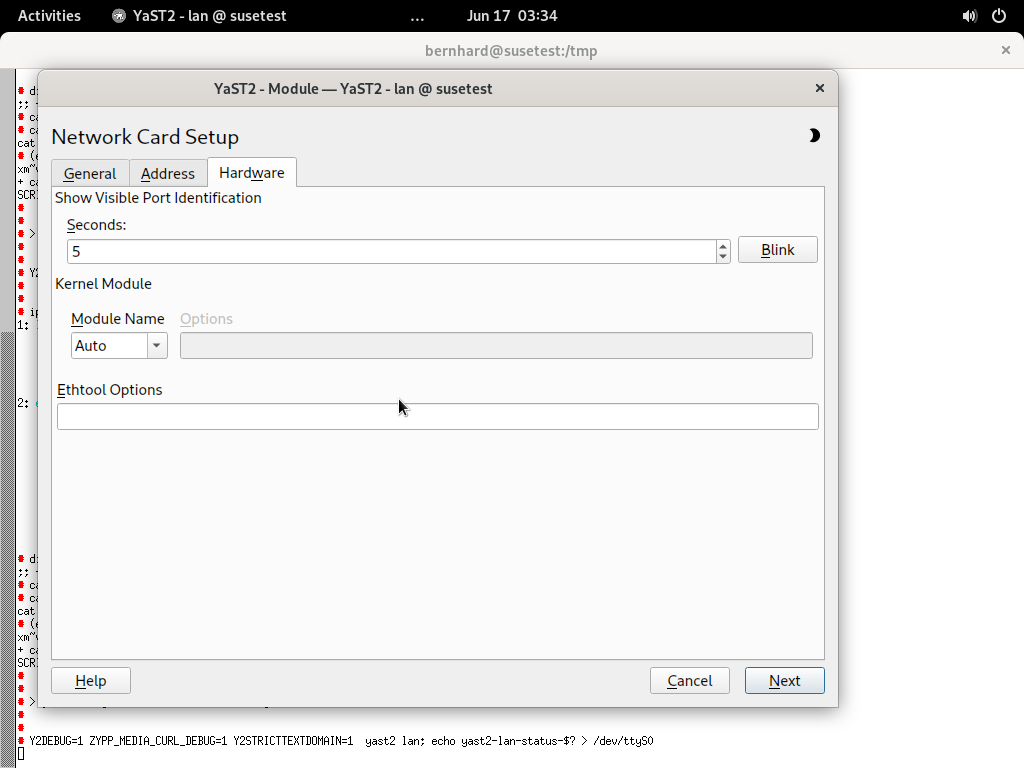 Activities YaST2 - lan @ susetest ... Jun 17 03:34
bernhard@susetest:/tmp
YaST2 - Module — YaST2 - lan @ susetest
Network Card Setup
General Address Hardware
Show Visible Port Identification
Seconds:
5 Blink
Kernel Module
Module Name Options
Auto
Ethtool Options
Help Cancel Next
# Y2DEBUG=1 ZYPP_MEDIA_CURL_DEBUG=1 Y2STRICTTEXTDOMAIN=1 yast2 lan; echo yast2-lan-status-$? > /dev/ttyS0